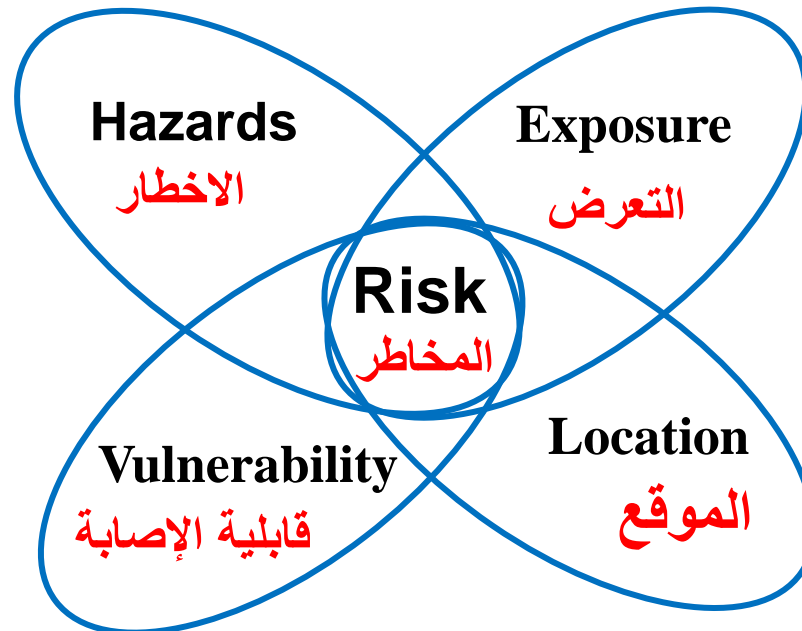 Hazards
الاخطار
Exposure
التعرض
Risk
المخاطر
Vulnerability
قابلية الإصابة
Location
الموقع